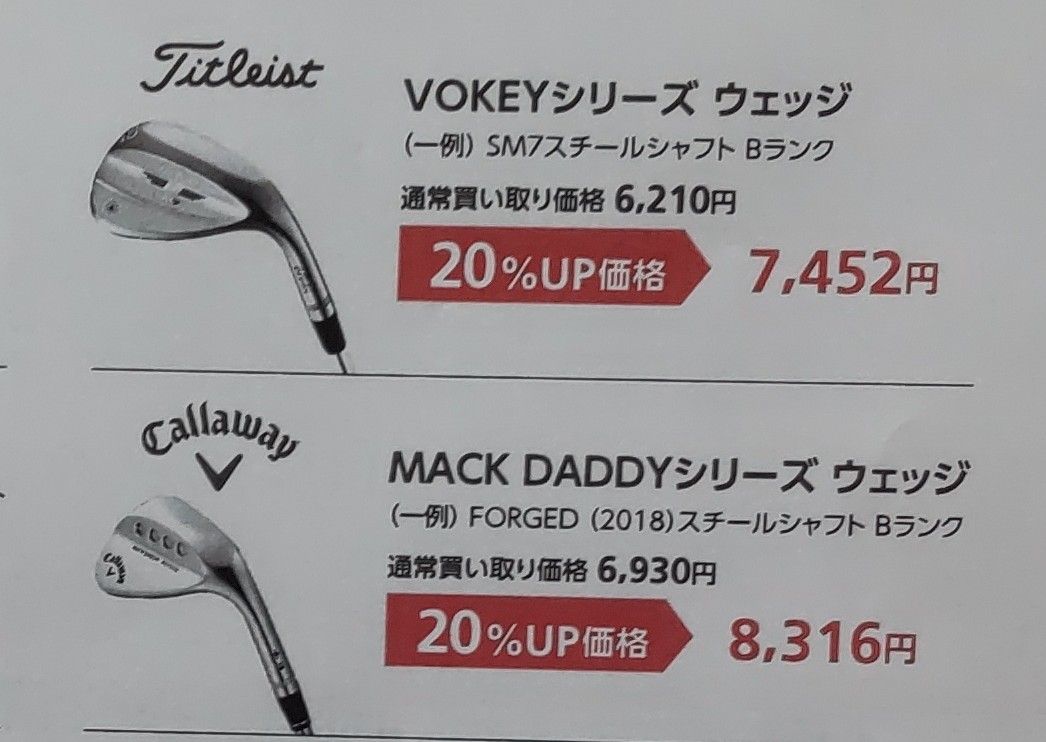 Titleist
VOKEYシリーズ ウェッジ
(一例) SM7スチールシャフト Bランク
通常買い取り価格 6,210円
20%UP価格 7,452円
Callaway
MACK DADDYシリーズ ウェッジ
(一例) FORGED (2018)スチールシャフト Bランク
通常買い取り価格 6,930円
Callaway
20%UP価格 8,316円